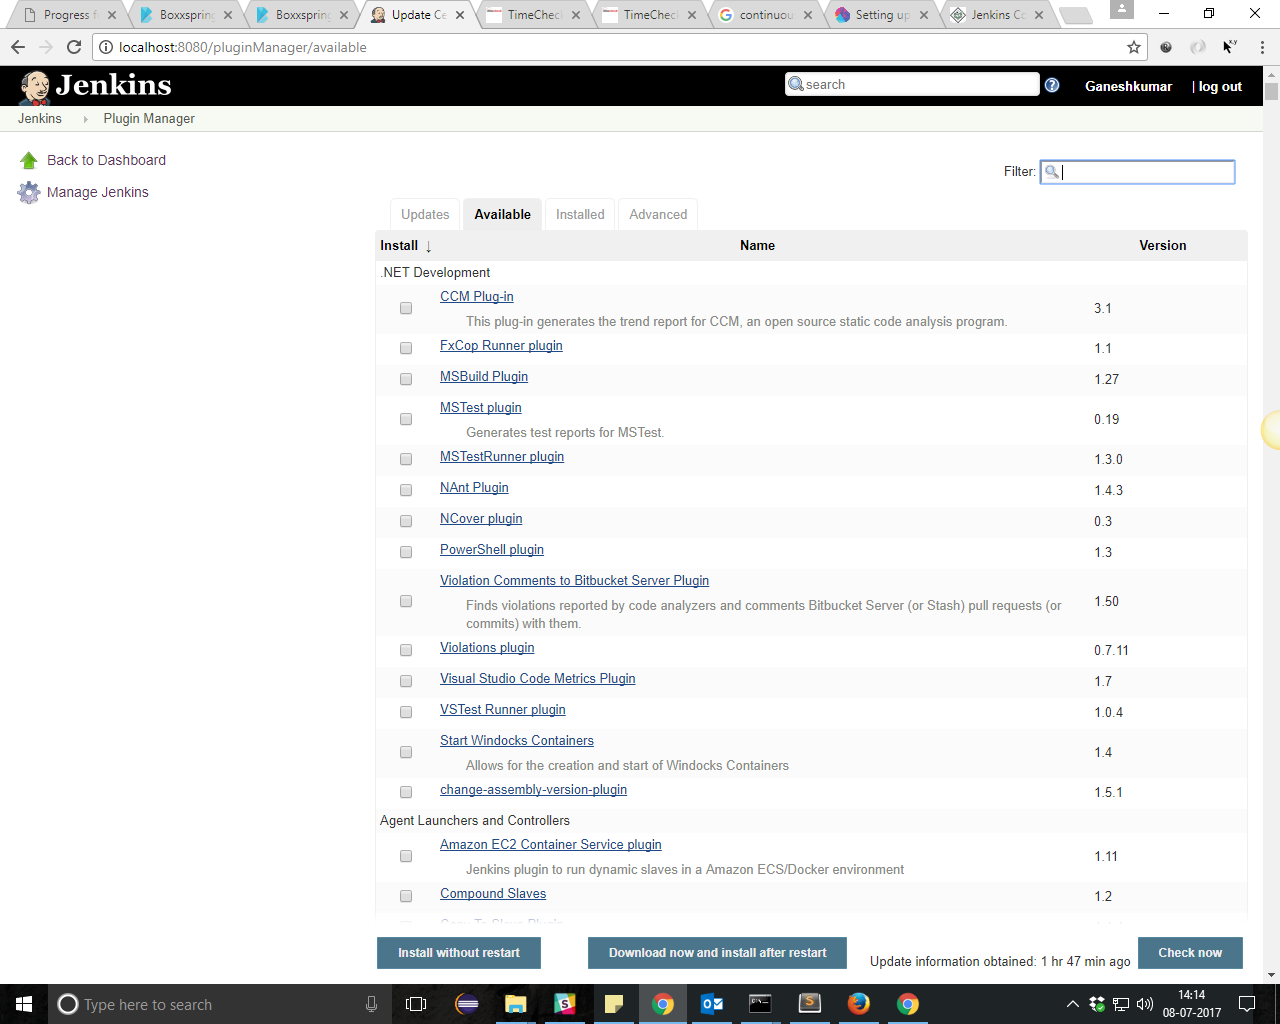 Progress f
Boxxspring
Boxxspring
Update Ce
TimeChec
TimeChec
continuou
Setting up
Jenkins Co
localhost:8080/pluginManager/available
Jenkins
search
Ganeshkumar
| log out
Jenkins
Plugin Manager
Back to Dashboard
Manage Jenkins
Filter:
Updates
Available
Installed
Advanced
Install ↓
Name
Version
.NET Development
CCM Plug-in
This plug-in generates the trend report for CCM, an open source static code analysis program.
3.1
FxCop Runner plugin
1.1
MSBuild Plugin
1.27
MSTest plugin
Generates test reports for MSTest.
0.19
MSTestRunner plugin
1.3.0
NAnt Plugin
1.4.3
NCover plugin
0.3
PowerShell plugin
1.3
Violation Comments to Bitbucket Server Plugin
Finds violations reported by code analyzers and comments Bitbucket Server (or Stash) pull requests (or
commits) with them.
1.50
Violations plugin
0.7.11
Visual Studio Code Metrics Plugin
1.7
VSTest Runner plugin
1.0.4
Start Windocks Containers
Allows for the creation and start of Windocks Containers
1.4
change-assembly-version-plugin
1.5.1
Agent Launchers and Controllers
Amazon EC2 Container Service plugin
Jenkins plugin to run dynamic slaves in a Amazon ECS/Docker environment
1.11
Compound Slaves
1.2
Copy To Slave Plugin
Install without restart
Download now and install after restart
Update information obtained: 1 hr 47 min ago
Check now
Type here to search
14:14
08-07-2017